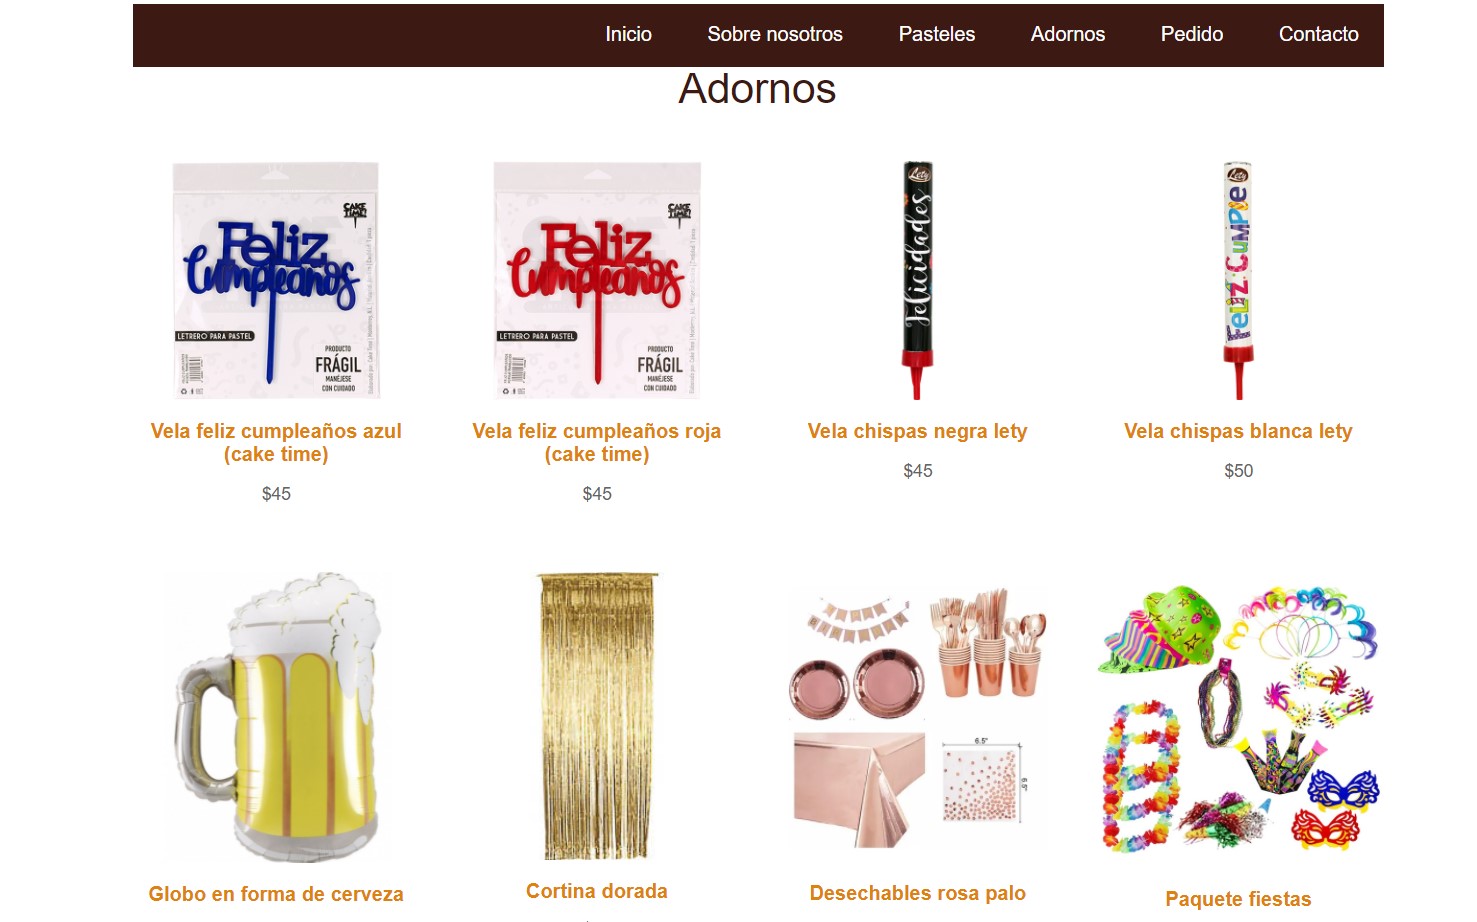 Inicio Sobre nosotros Pasteles Adornos Pedido Contacto
Adornos
CAKE TIME!
Feliz
Cumpleaños
LETRERO PARA PASTEL
PRODUCTO
FRÁGIL
MANÉJESE
CON CUIDADO
CAKE TIME!
Feliz
Cumpleaños
LETRERO PARA PASTEL
PRODUCTO
FRÁGIL
MANÉJESE
CON CUIDADO
Lety
Felicidades
Lety
Feliz Cumple
Vela feliz cumpleaños azul
(cake time)
$45
Vela feliz cumpleaños roja
(cake time)
$45
Vela chispas negra lety
$45
Vela chispas blanca lety
$50
6.5"
6.5"
Globo en forma de cerveza
Cortina dorada
Desechables rosa palo
Paquete fiestas